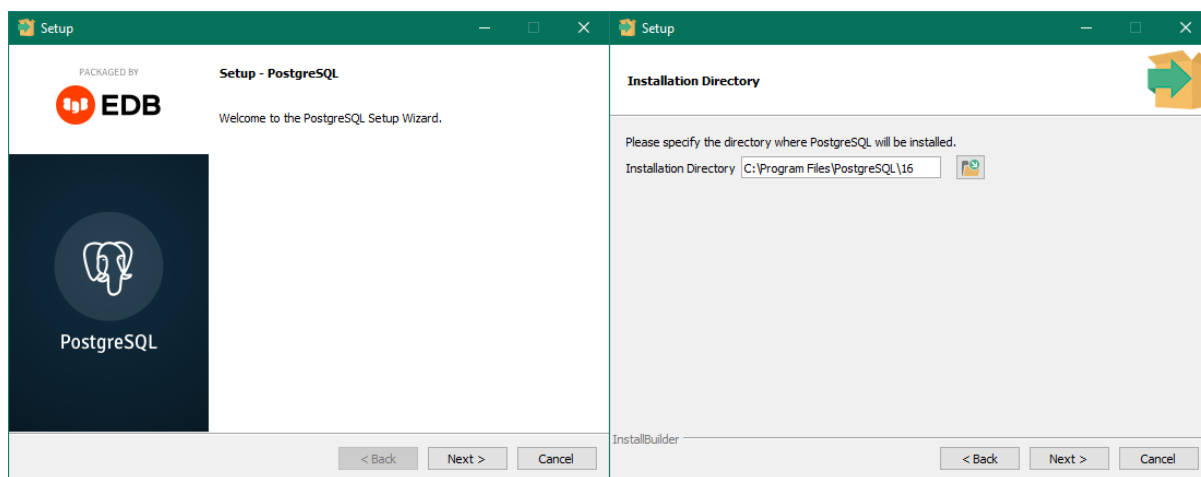 Setup
PACKAGED BY
EDB
Setup - PostgreSQL
Welcome to the PostgreSQL Setup Wizard.
PostgreSQL
< Back
Next >
Cancel
Setup
Installation Directory
Please specify the directory where PostgreSQL will be installed.
Installation Directory C:\Program Files\PostgreSQL\16
InstallBuilder
< Back
Next >
Cancel